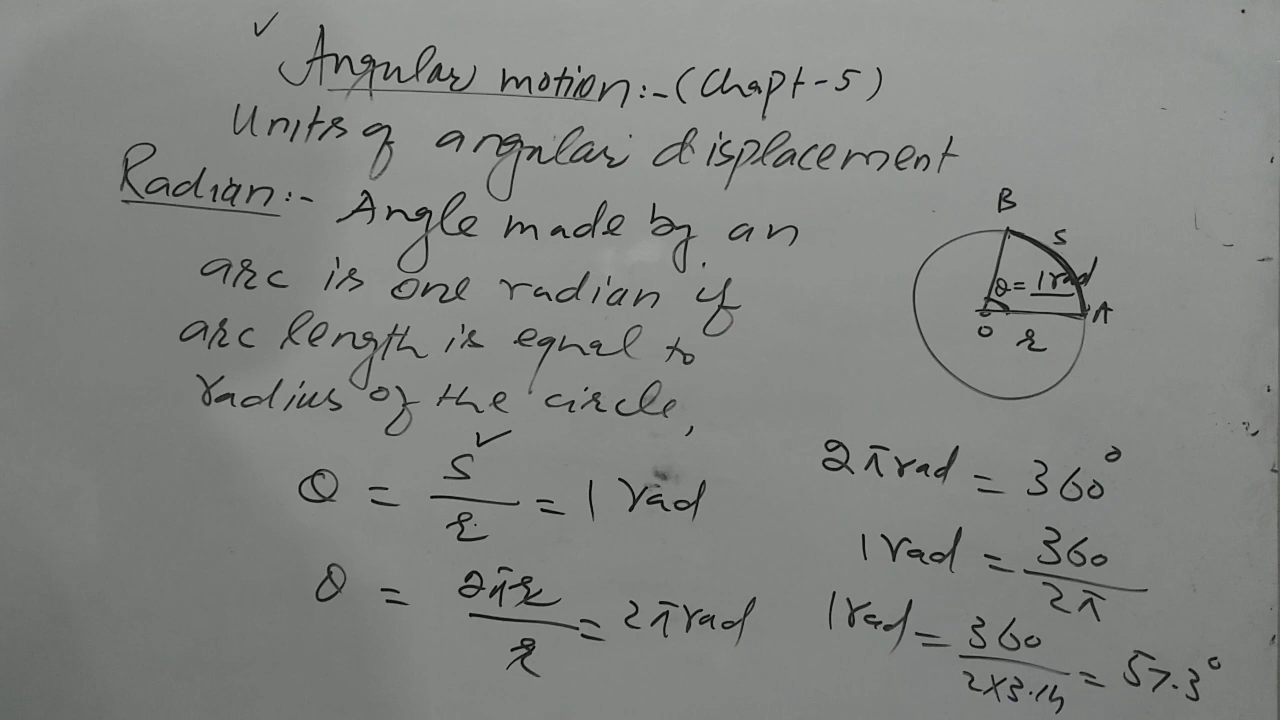 ✓ Angular motion:-(Chapt-5)
Units of angular displacement
Radian:- Angle made by an
arc is one radian if
arc length is equal to
radius of the circle,
B
s
θ = 1 rad
O
r
A
θ = s/r = 1 rad
θ = 2πr/r = 2π rad
2π rad = 360°
1 rad = 360/2π
1 rad = 360/2×3.14 = 57.3°